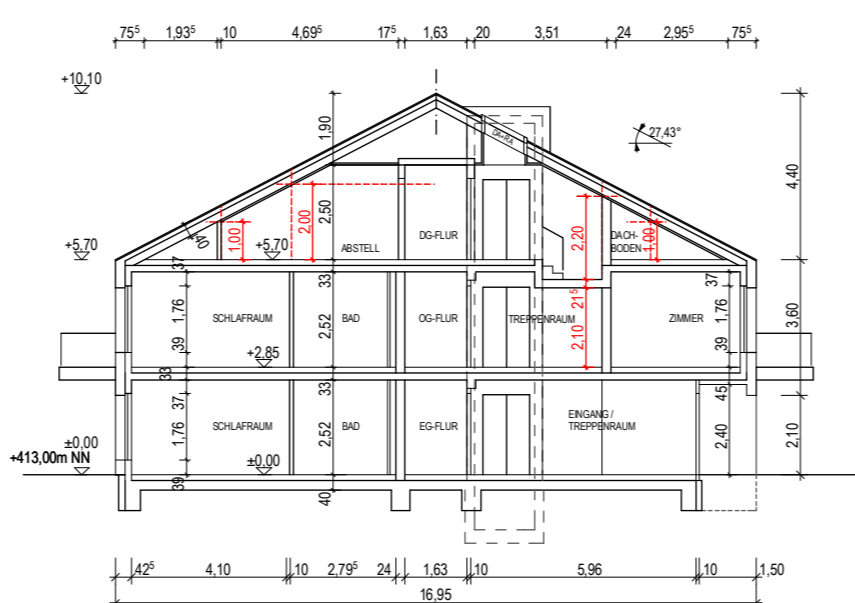 75⁵ 1,93⁵ 10 4,69⁵ 17⁵ 1,63 20 3,51 24 2,95⁵ 75⁵
+10,10
1,90
DA+RA
27,43°
4,40
40
1,00
2,00
2,50
2,20
1,00
+5,70
+5,70
ABSTELL
DG-FLUR
DACH-
BODEN
37
33
21⁵
37
1,76
SCHLAFRAUM
BAD
2,52
OG-FLUR
TREPPENRAUM
2,10
ZIMMER
1,76
3,60
39
+2.85
39
33
33
45
37
1,76
SCHLAFRAUM
BAD
2,52
EG-FLUR
EINGANG /
TREPPENRAUM
2,40
2,10
±0,00
+413,00m NN
±0.00
39
40
42⁵ 4,10 10 2,79⁵ 24 1,63 10 5,96 10 1,50
16,95